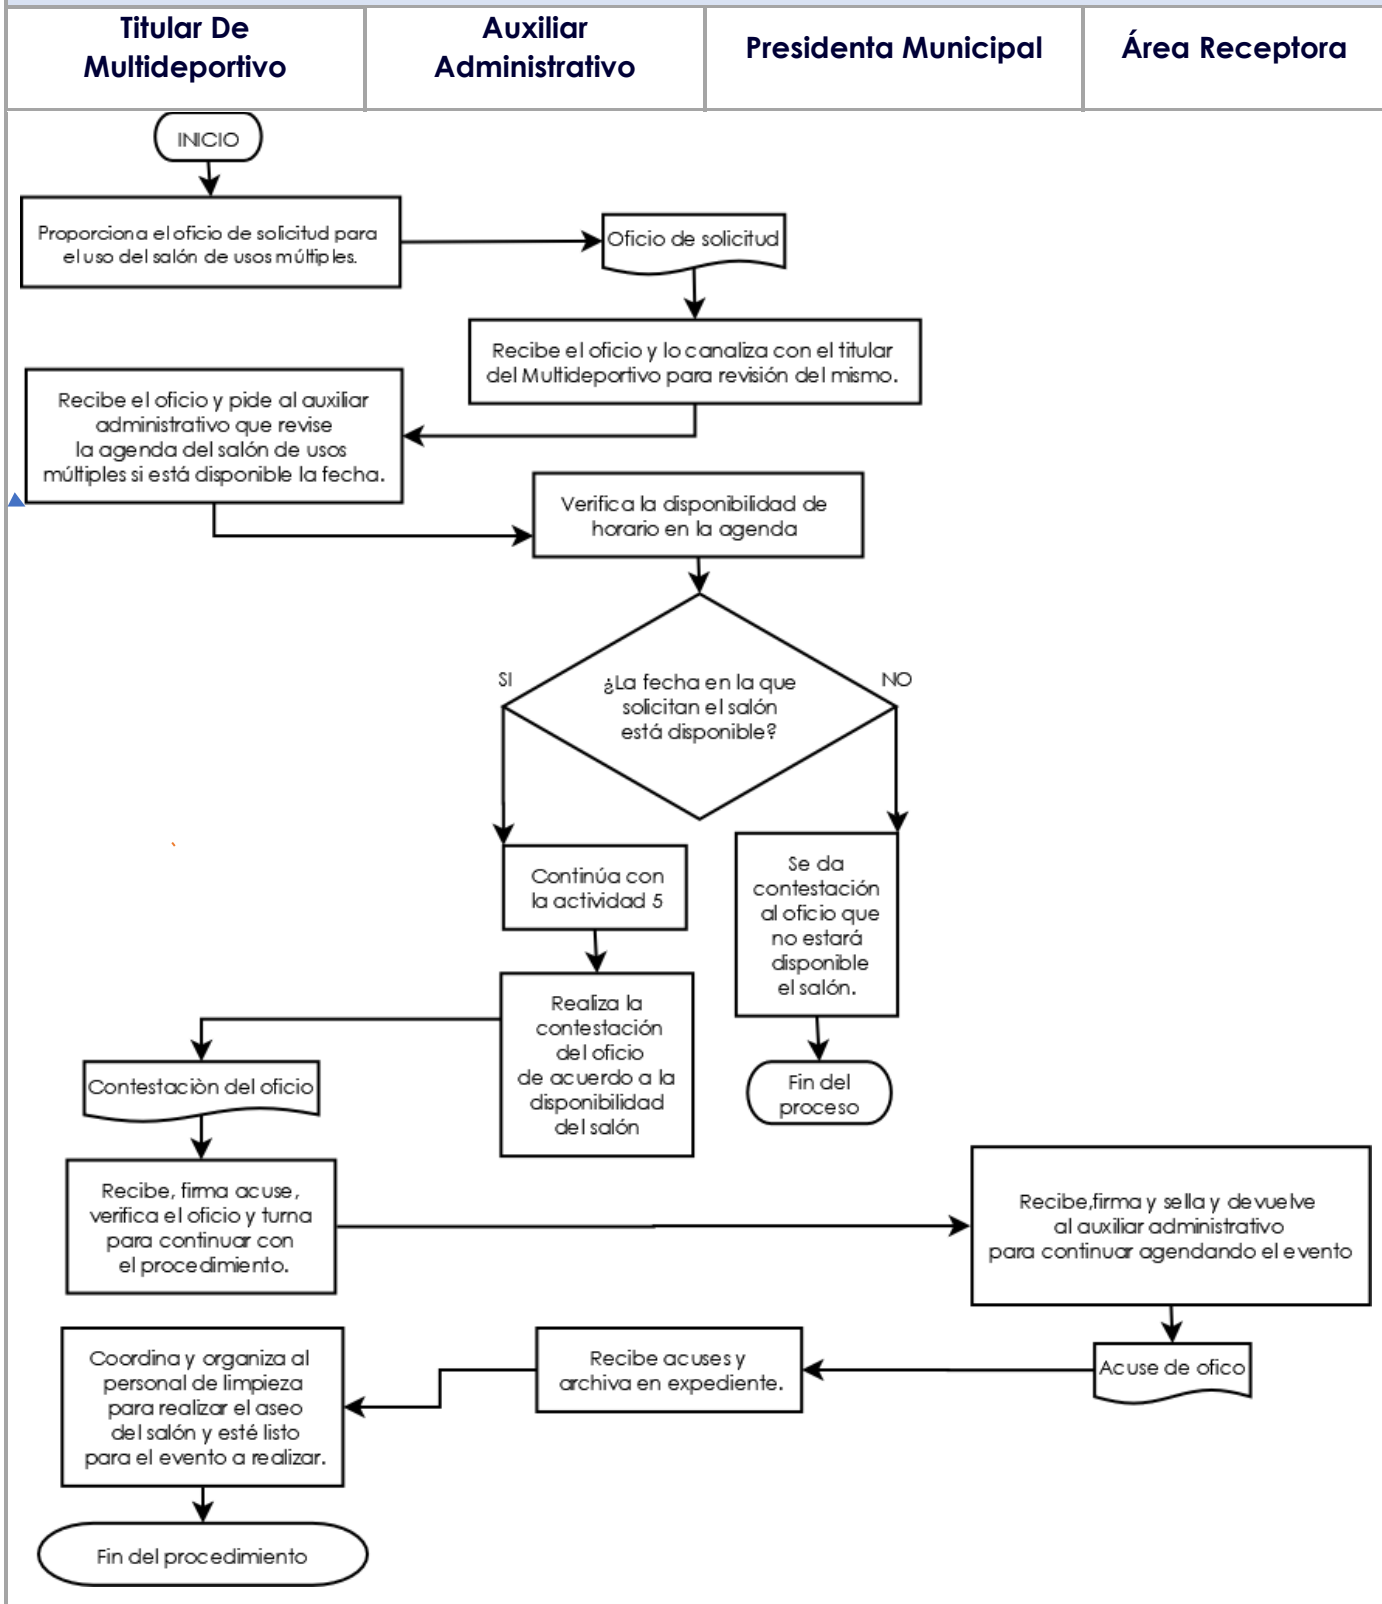 Titular De
Multideportivo
Auxiliar
Administrativo
Presidenta Municipal
Área Receptora
INICIO
Proporciona el oficio de solicitud para
el uso del salón de usos múltiples.
Oficio de solicitud
Recibe el oficio y lo canaliza con el titular
del Multideportivo para revisión del mismo.
Recibe el oficio y pide al auxiliar
administrativo que revise
la agenda del salón de usos
múltiples si está disponible la fecha.
Verifica la disponibilidad de
horario en la agenda
SI
¿La fecha en la que
solicitan el salón
está disponible?
NO
Continúa con
la actividad 5
Se da
contestación
al oficio que
no estará
disponible
el salón.
Realiza la
contestación
del oficio
de acuerdo a la
disponibilidad
del salón
Fin del
proceso
Contestaciòn del oficio
Recibe, firma acuse,
verifica el oficio y turna
para continuar con
el procedimiento.
Recibe,firma y sella y devuelve
al auxiliar administrativo
para continuar agendando el evento
Acuse de ofico
Recibe acuses y
archiva en expediente.
Coordina y organiza al
personal de limpieza
para realizar el aseo
del salón y esté listo
para el evento a realizar.
Fin del procedimiento